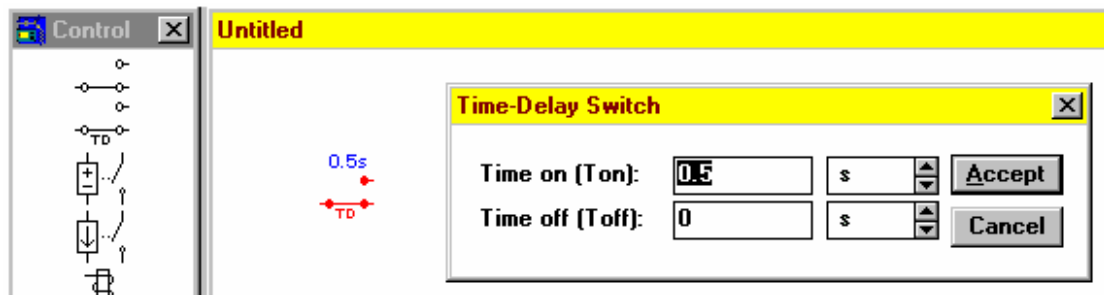 Control
TD
Untitled
0.5s
TD
Time-Delay Switch
Time on (Ton): 0.5 s Accept
Time off (Toff): 0 s Cancel